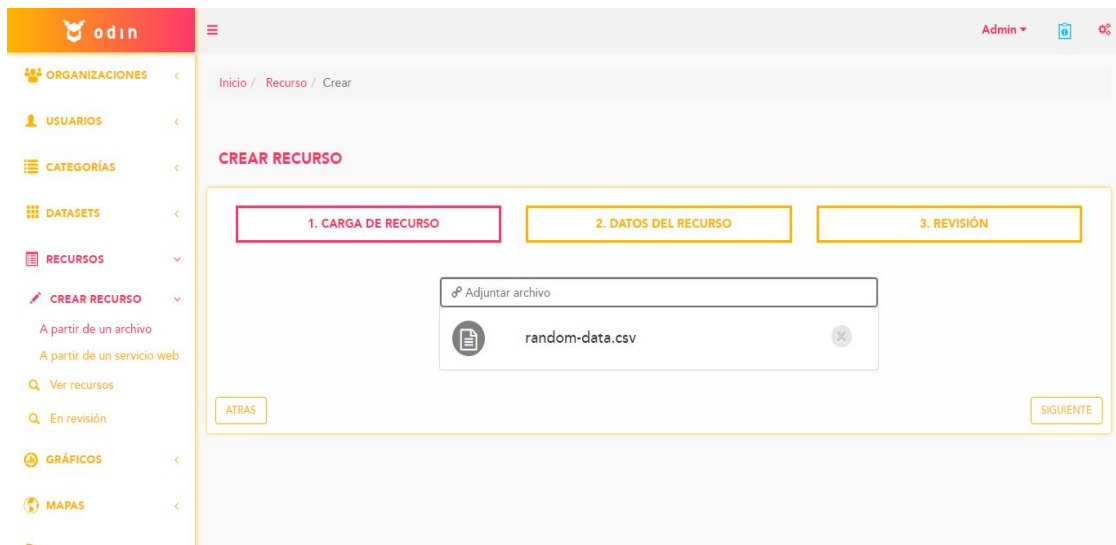 odin
Admin
ORGANIZACIONES
Inicio / Recurso / Crear
USUARIOS
CREAR RECURSO
CATEGORÍAS
DATASETS
1. CARGA DE RECURSO
2. DATOS DEL RECURSO
3. REVISIÓN
RECURSOS
CREAR RECURSO
Adjuntar archivo
A partir de un archivo
random-data.csv
A partir de un servicio web
Ver recursos
En revisión
ATRAS
SIGUIENTE
GRÁFICOS
MAPAS